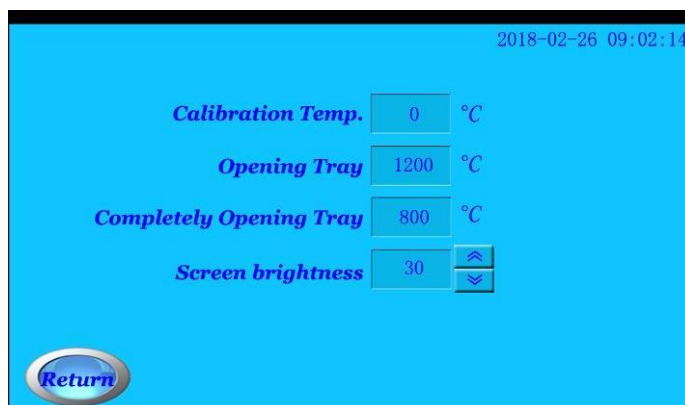 2018-02-26 09:02:14
Calibration Temp. 0 °C
Opening Tray 1200 °C
Completely Opening Tray 800 °C
Screen brightness 30
Return